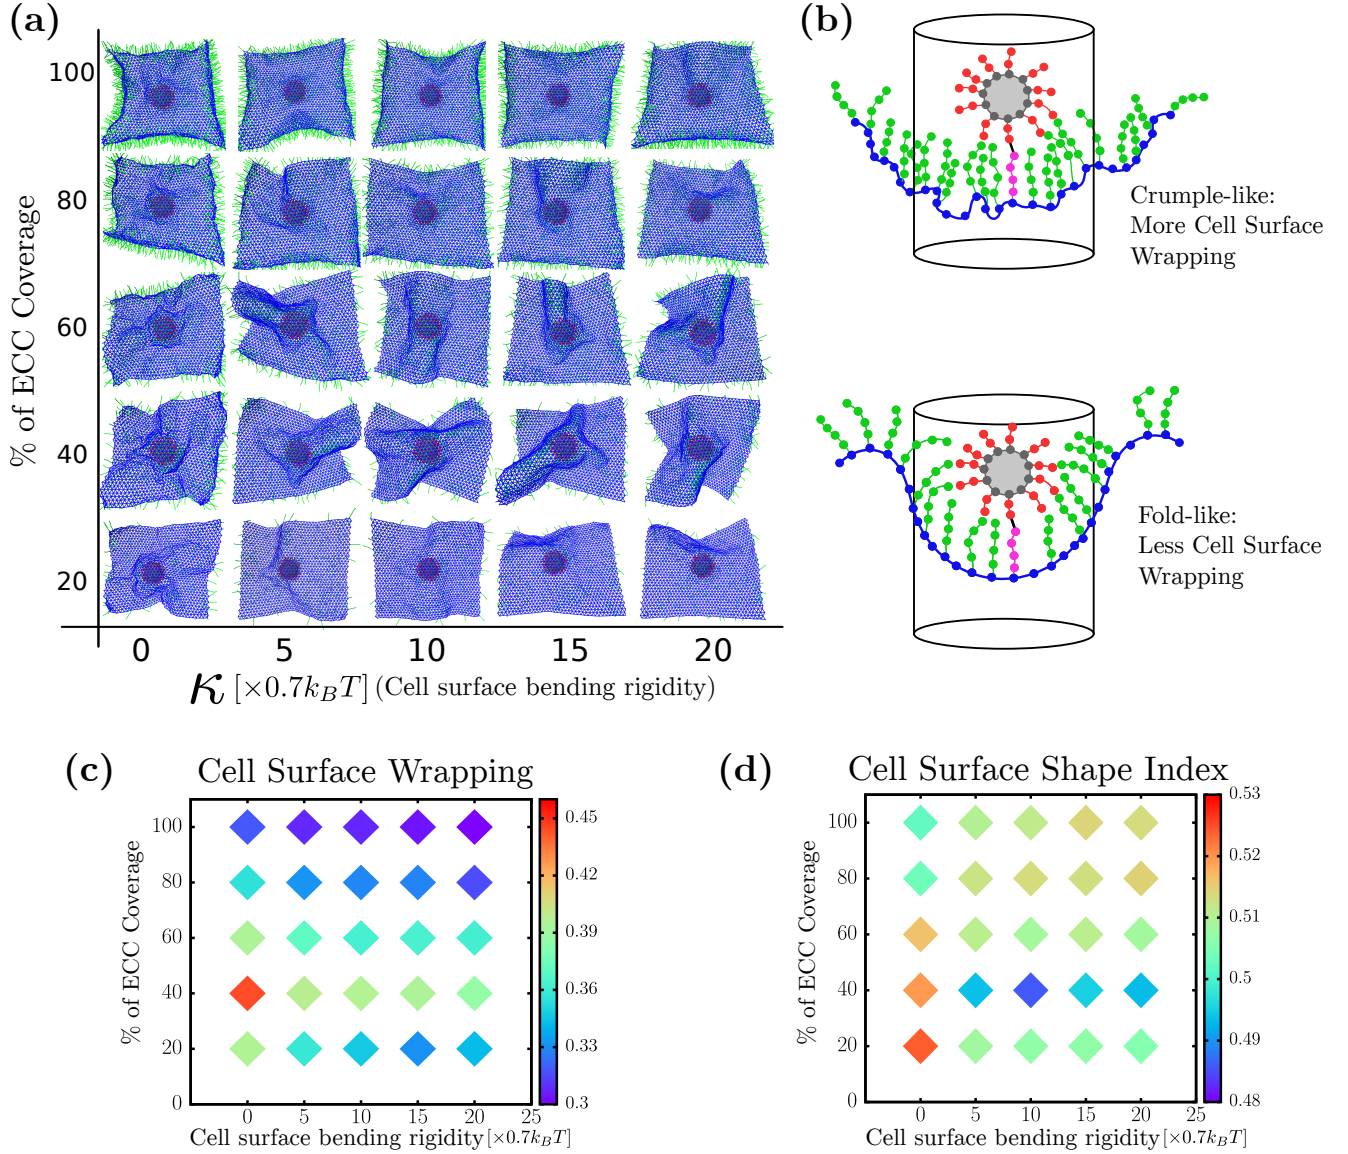 (a)
% of ECC Coverage
100
80
60
40
20
0 5 10 15 20
κ [×0.7k_BT] (Cell surface bending rigidity)
(b)
Crumple-like:
More Cell Surface
Wrapping
Fold-like:
Less Cell Surface
Wrapping
(c)
Cell Surface Wrapping
% of ECC Coverage
100
80
60
40
20
0
0 5 10 15 20 25
Cell surface bending rigidity [×0.7k_BT]
0.45
0.42
0.39
0.36
0.33
0.3
(d)
Cell Surface Shape Index
% of ECC Coverage
100
80
60
40
20
0
0 5 10 15 20 25
Cell surface bending rigidity [×0.7k_BT]
0.53
0.52
0.51
0.5
0.49
0.48